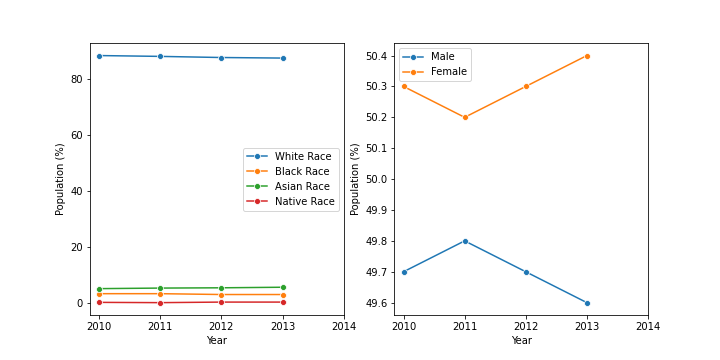 80
60
40
20
0
2010 2011 2012 2013 2014
Year
Population (%)
White Race
Black Race
Asian Race
Native Race
50.4
50.3
50.2
50.1
50.0
49.9
49.8
49.7
49.6
2010 2011 2012 2013 2014
Year
Population (%)
Male
Female